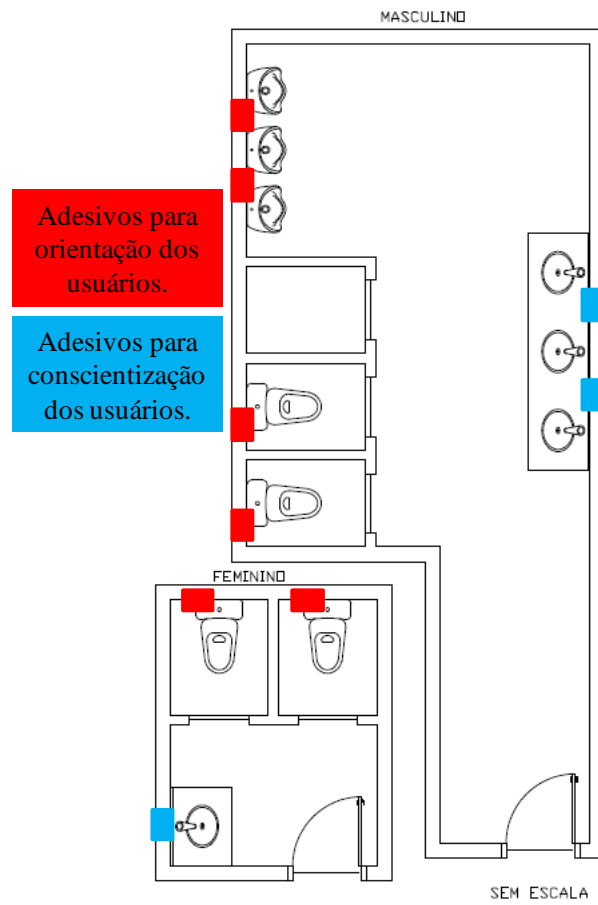 MASCULINO
Adesivos para
orientação dos
usuários.
Adesivos para
conscientização
dos usuários.
FEMININO
SEM ESCALA